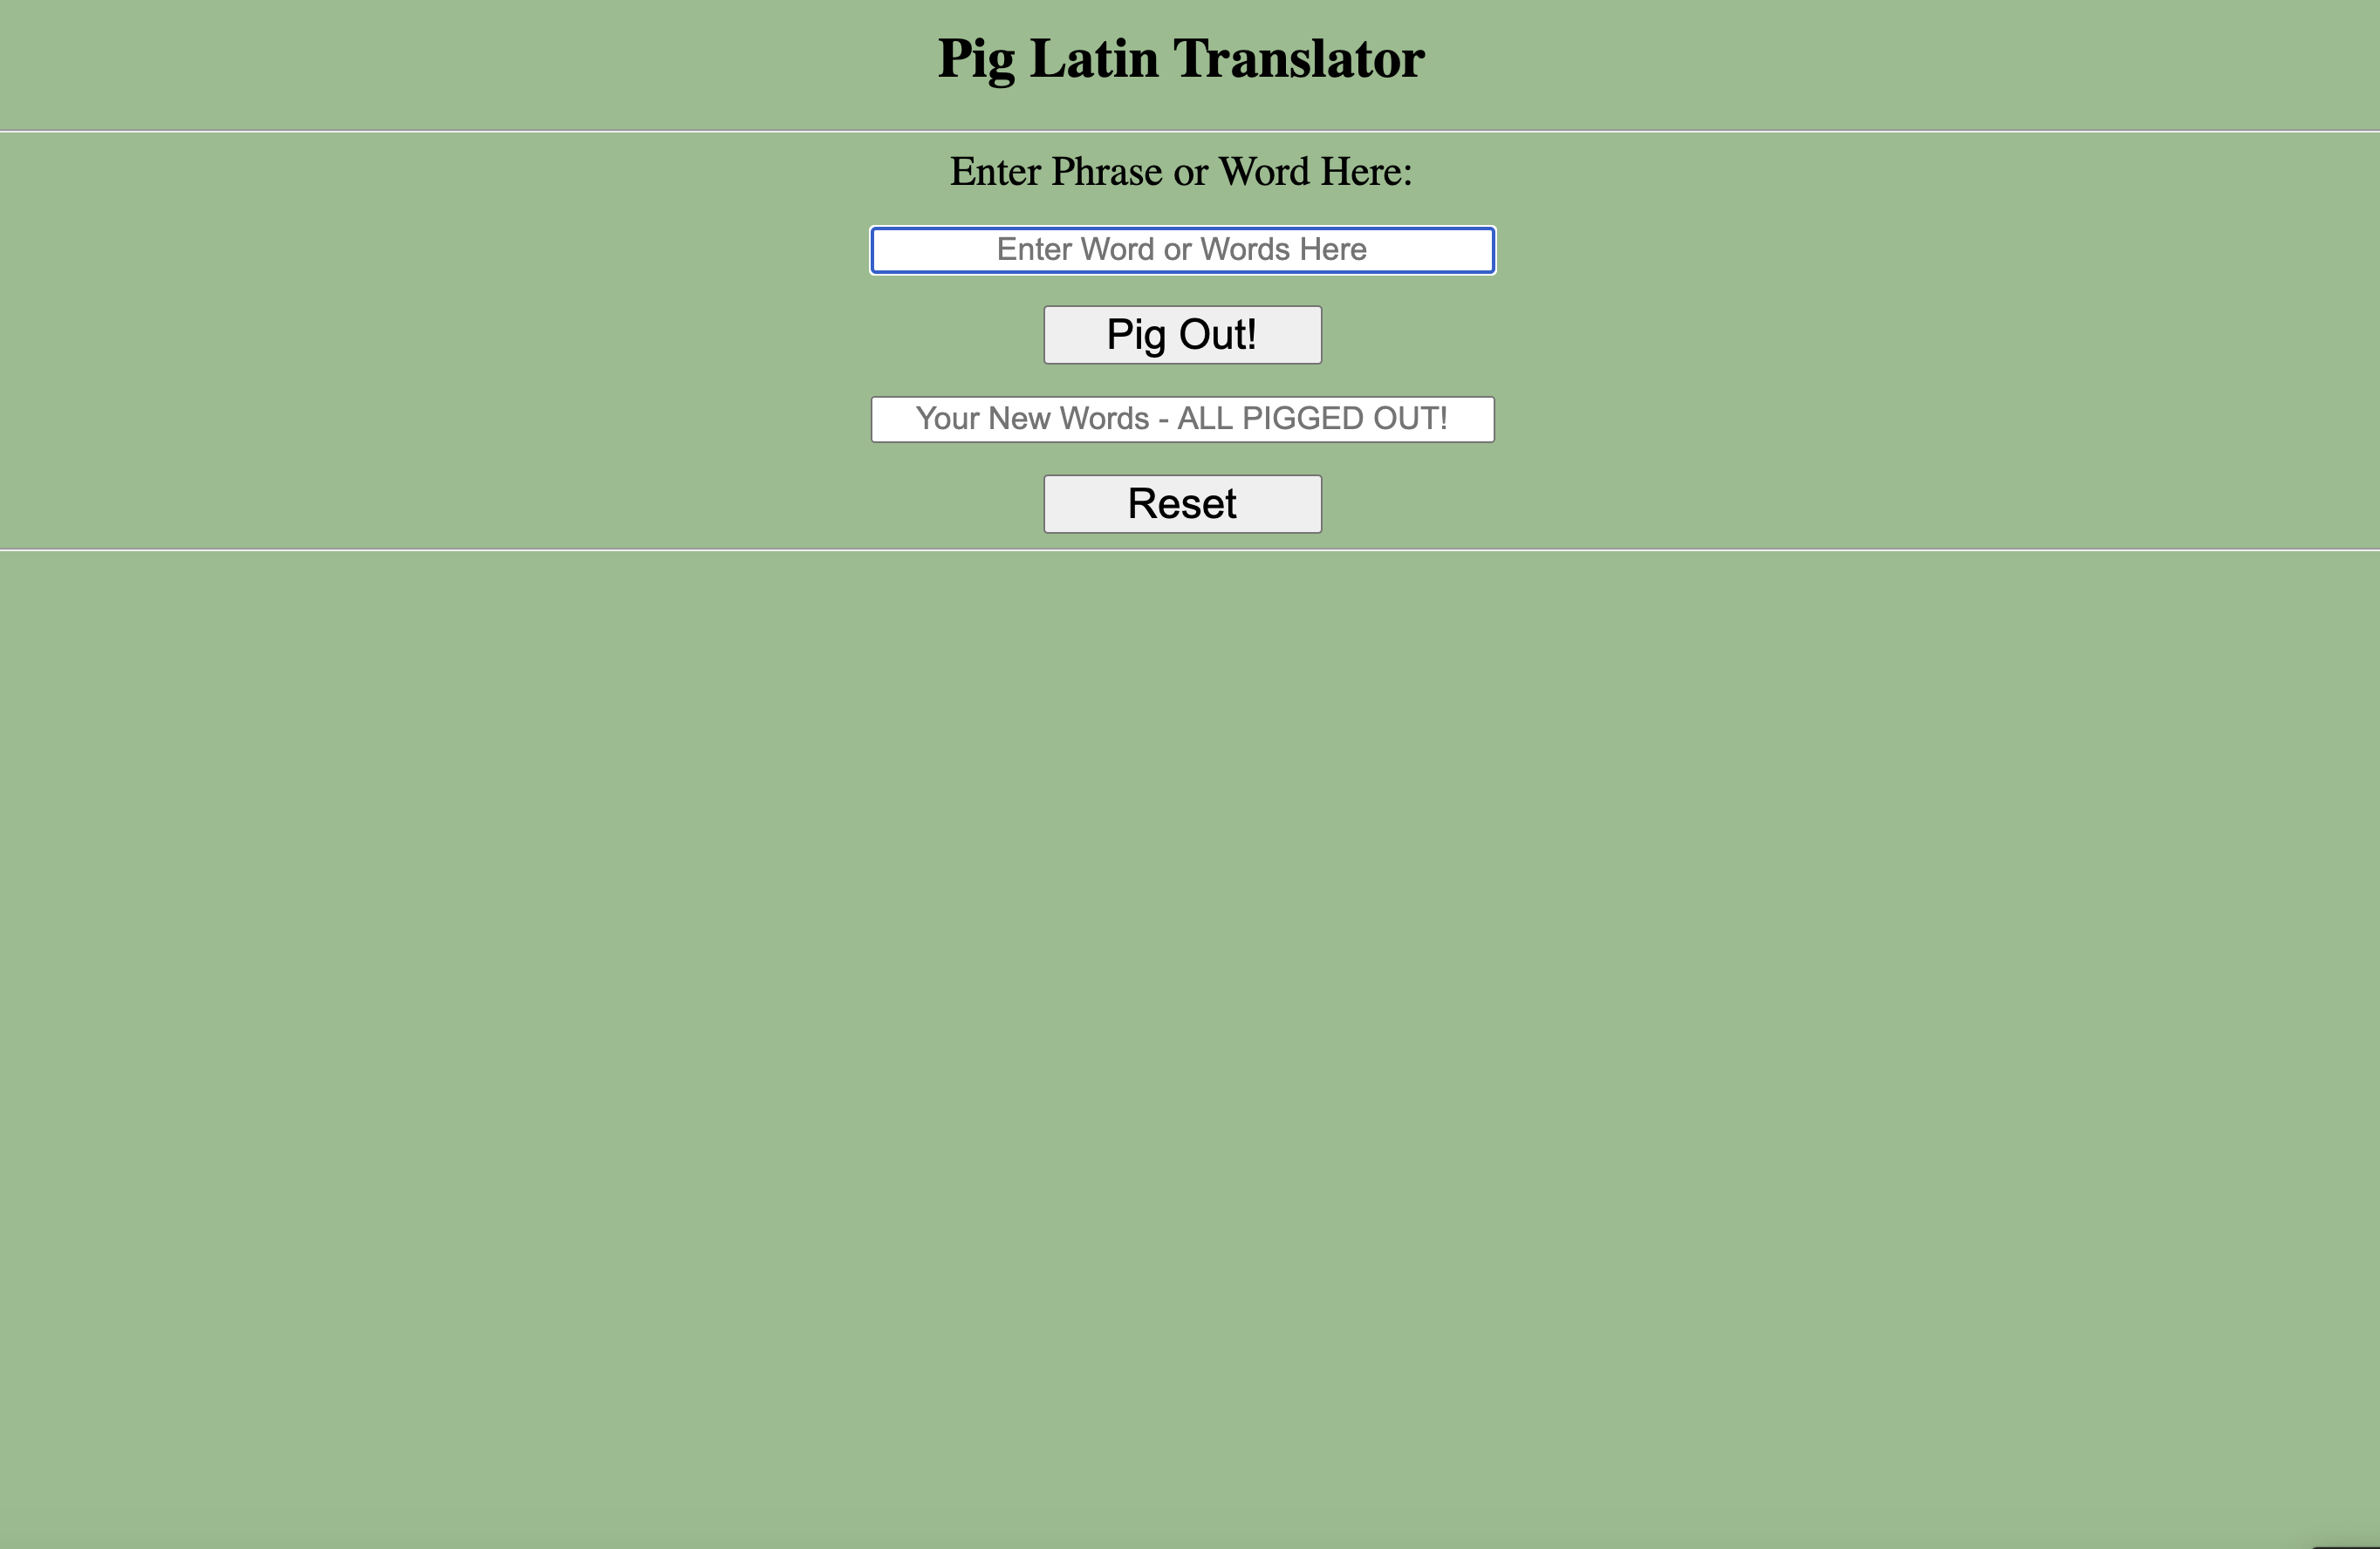 Pig Latin Translator
Enter Phrase or Word Here:
Enter Word or Words Here
Pig Out!
Your New Words - ALL PIGGED OUT!
Reset